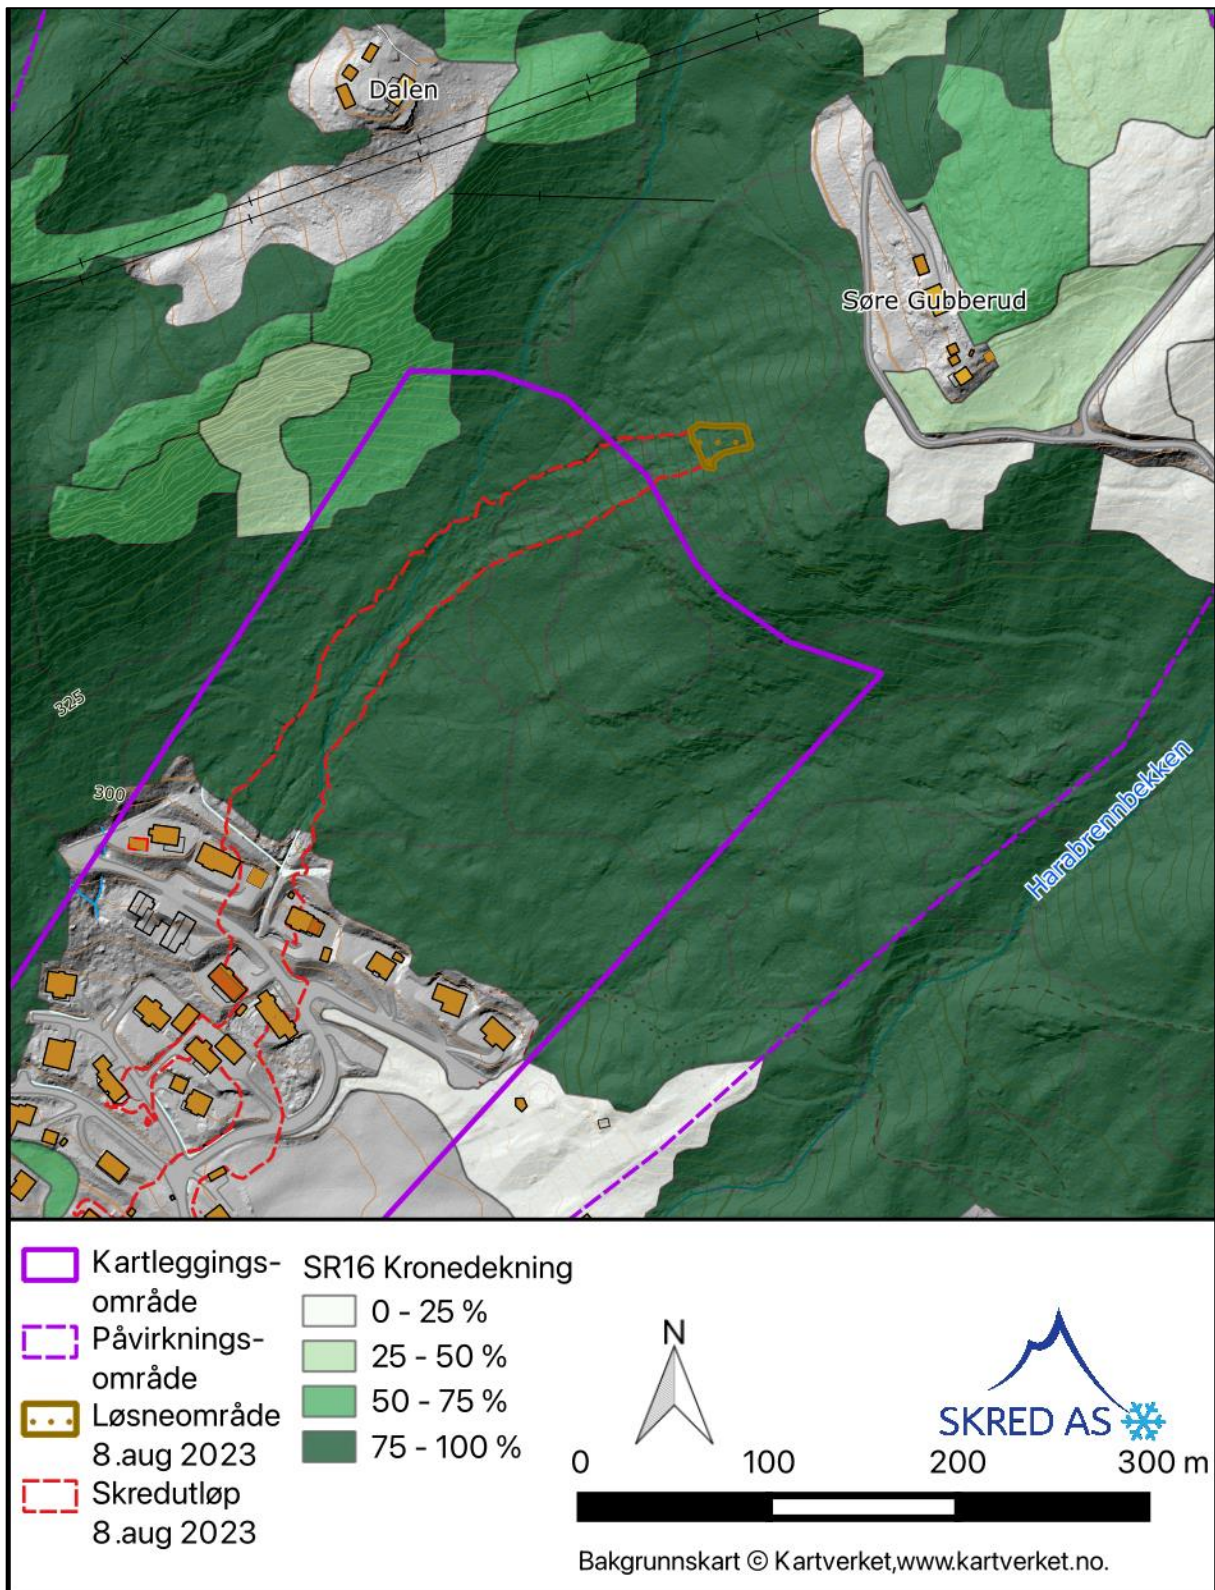 Dalen
Søre Gubberud
325
300
Harabrennbekken
Kartleggings-
område
Påvirknings-
område
Løsneområde
8.aug 2023
Skredutløp
8.aug 2023
SR16 Kronedekning
0 - 25 %
25 - 50 %
50 - 75 %
75 - 100 %
N
SKRED AS
0 100 200 300 m
Bakgrunnskart © Kartverket,www.kartverket.no.